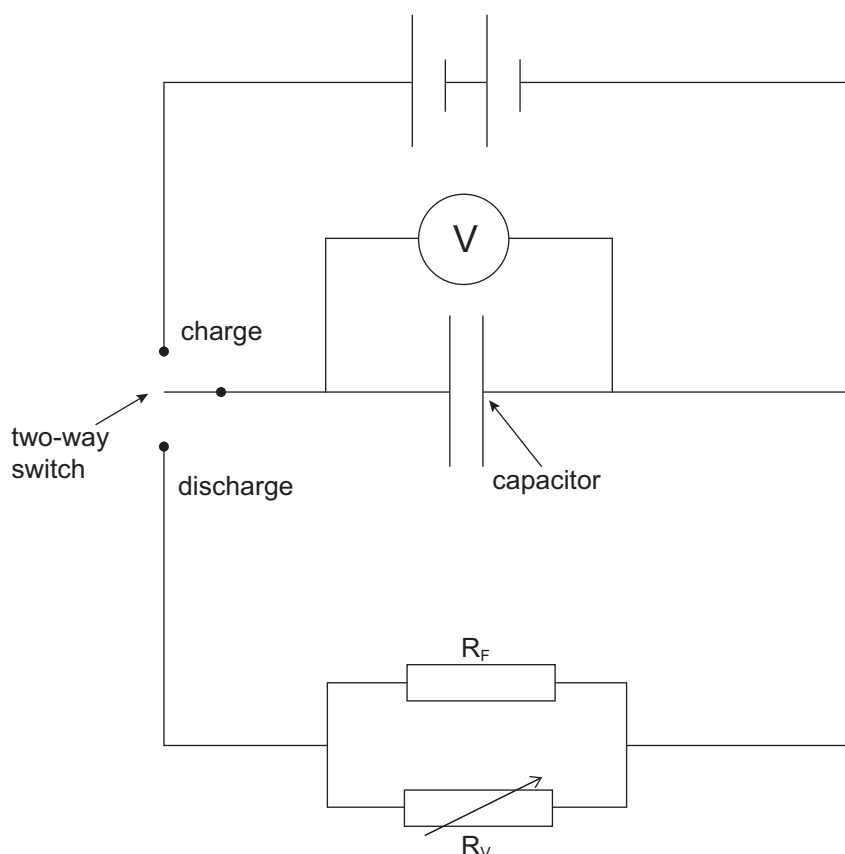 V
charge
two-way
switch
discharge
capacitor
R_F
R_V